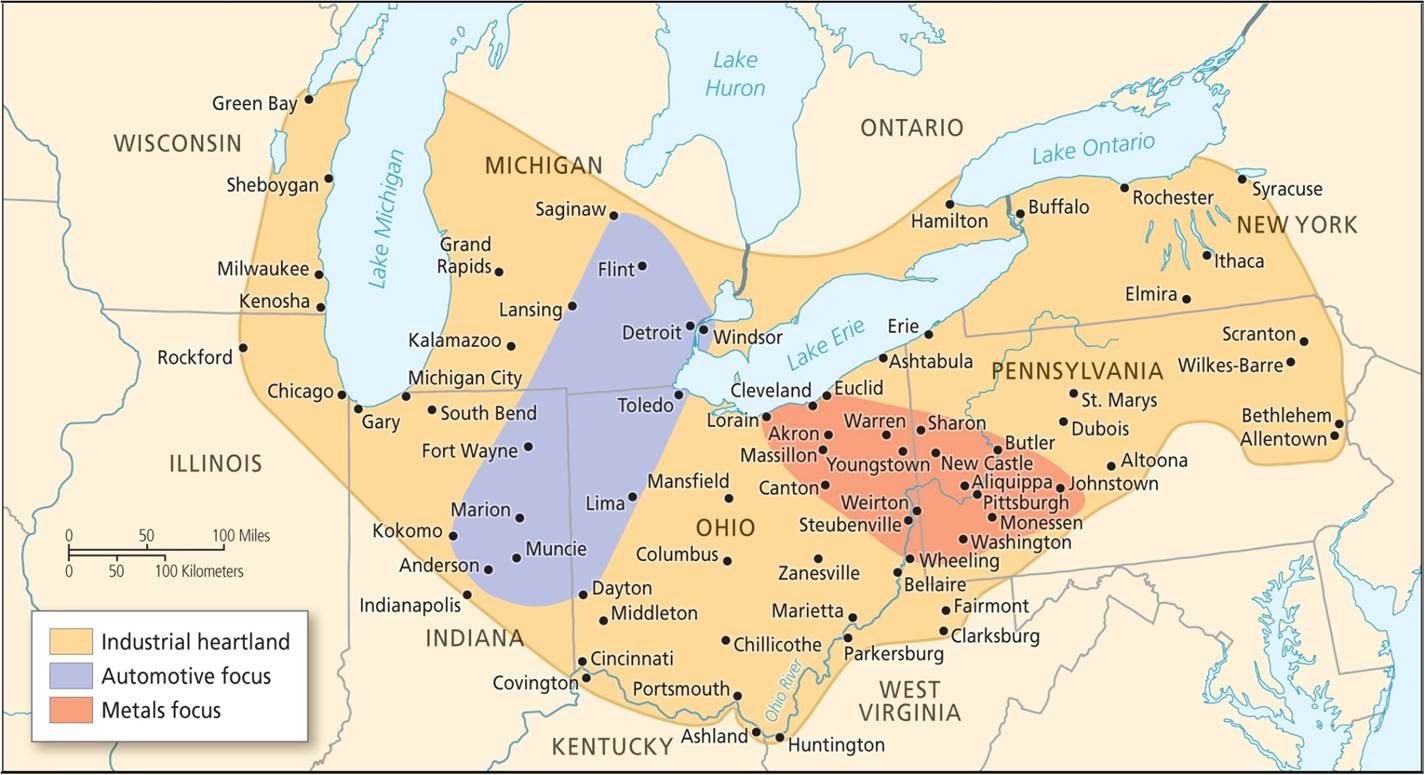 Lake
Huron
Green Bay
WISCONSIN
ONTARIO
Lake Ontario
MICHIGAN
Lake Michigan
Sheboygan
Saginaw
Rochester
Syracuse
Hamilton
Buffalo
NEW YORK
Grand
Rapids
Milwaukee
Flint
Ithaca
Kenosha
Lansing
Elmira
Detroit
Windsor
Lake Erie
Erie
Scranton
Kalamazoo
Rockford
Ashtabula
Wilkes-Barre
PENNSYLVANIA
Michigan City
Chicago
Cleveland
Euclid
St. Marys
Gary
South Bend
Toledo
Lorain
Warren
Sharon
Dubois
Bethlehem
Allentown
Akron
Butler
Fort Wayne
Massillon
Youngstown
New Castle
Altoona
ILLINOIS
Mansfield
Canton
Aliquippa
Johnstown
Lima
Weirton
Pittsburgh
Marion
OHIO
Steubenville
Monessen
Kokomo
Washington
0 50 100 Miles
0 50 100 Kilometers
Muncie
Columbus
Zanesville
Wheeling
Anderson
Bellaire
Dayton
Indianapolis
Middleton
Marietta
Fairmont
INDIANA
Chillicothe
Clarksburg
Parkersburg
Cincinnati
Covington
Portsmouth
Ohio River
WEST
VIRGINIA
KENTUCKY
Ashland
Huntington
Industrial heartland
Automotive focus
Metals focus